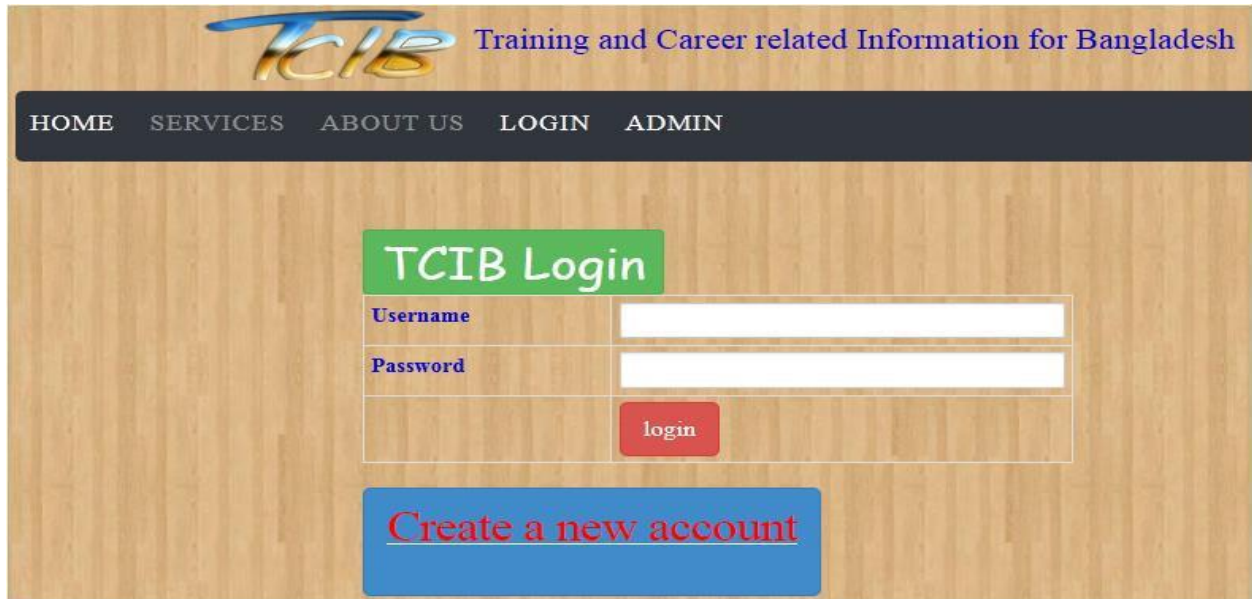 TCIB Training and Career related Information for Bangladesh
HOME SERVICES ABOUT US LOGIN ADMIN
TCIB Login
Username
Password
login
Create a new account